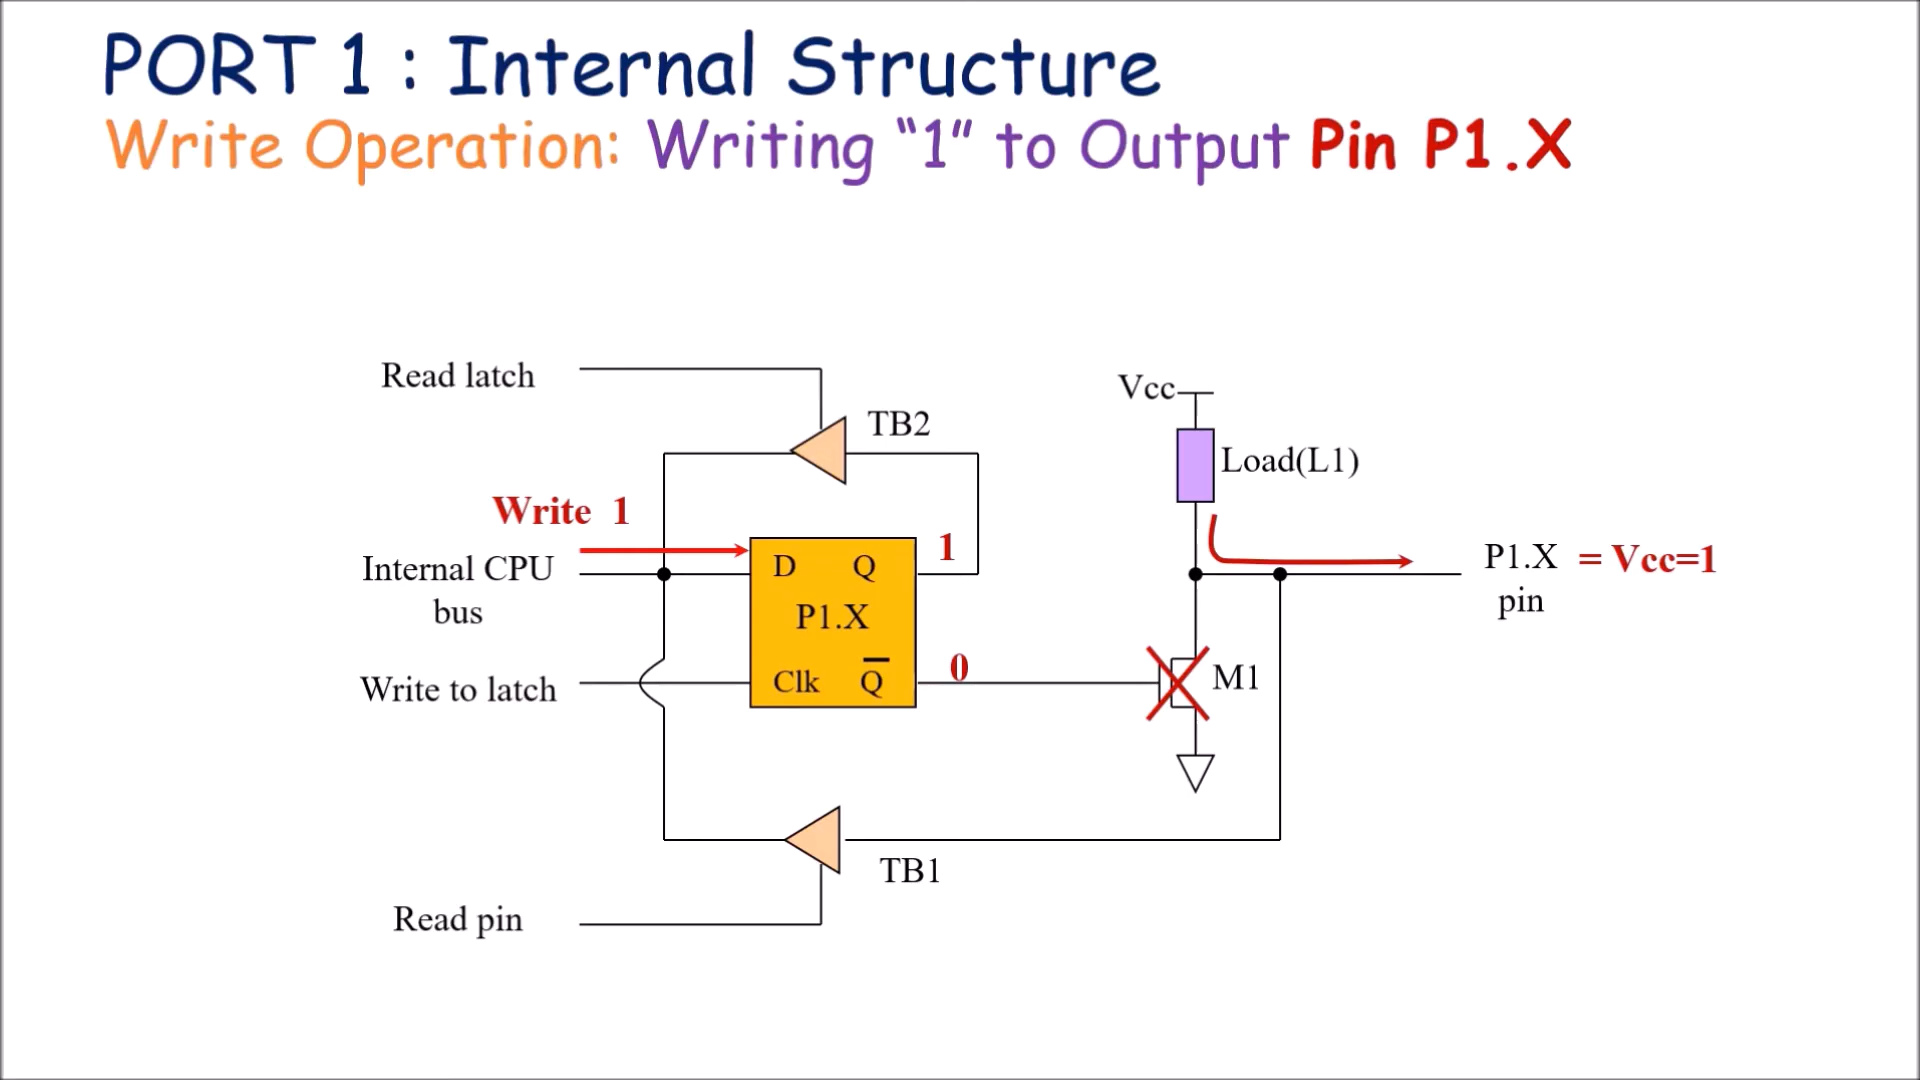 PORT 1 : Internal Structure
Write Operation: Writing “1” to Output Pin P1.X
Read latch
Vcc
TB2
Load(L1)
Write 1
Internal CPU
bus
D Q
1
P1.X
pin
= Vcc=1
P1.X
Write to latch
Clk Q̅
0
M1
TB1
Read pin